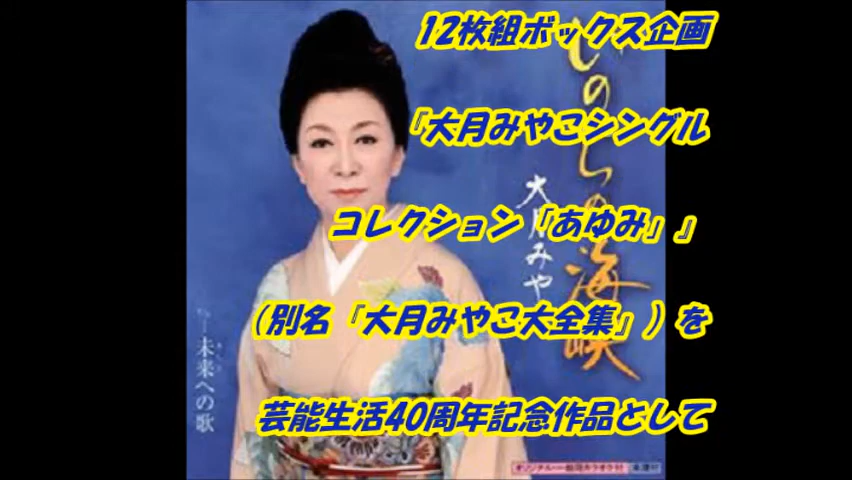 12枚組ボックス企画
『大月みやこシングル
コレクション「あゆみ」』
(別名『大月みやこ大全集』)を
芸能生活40周年記念作品として
大月みや
海峡
未来への歌